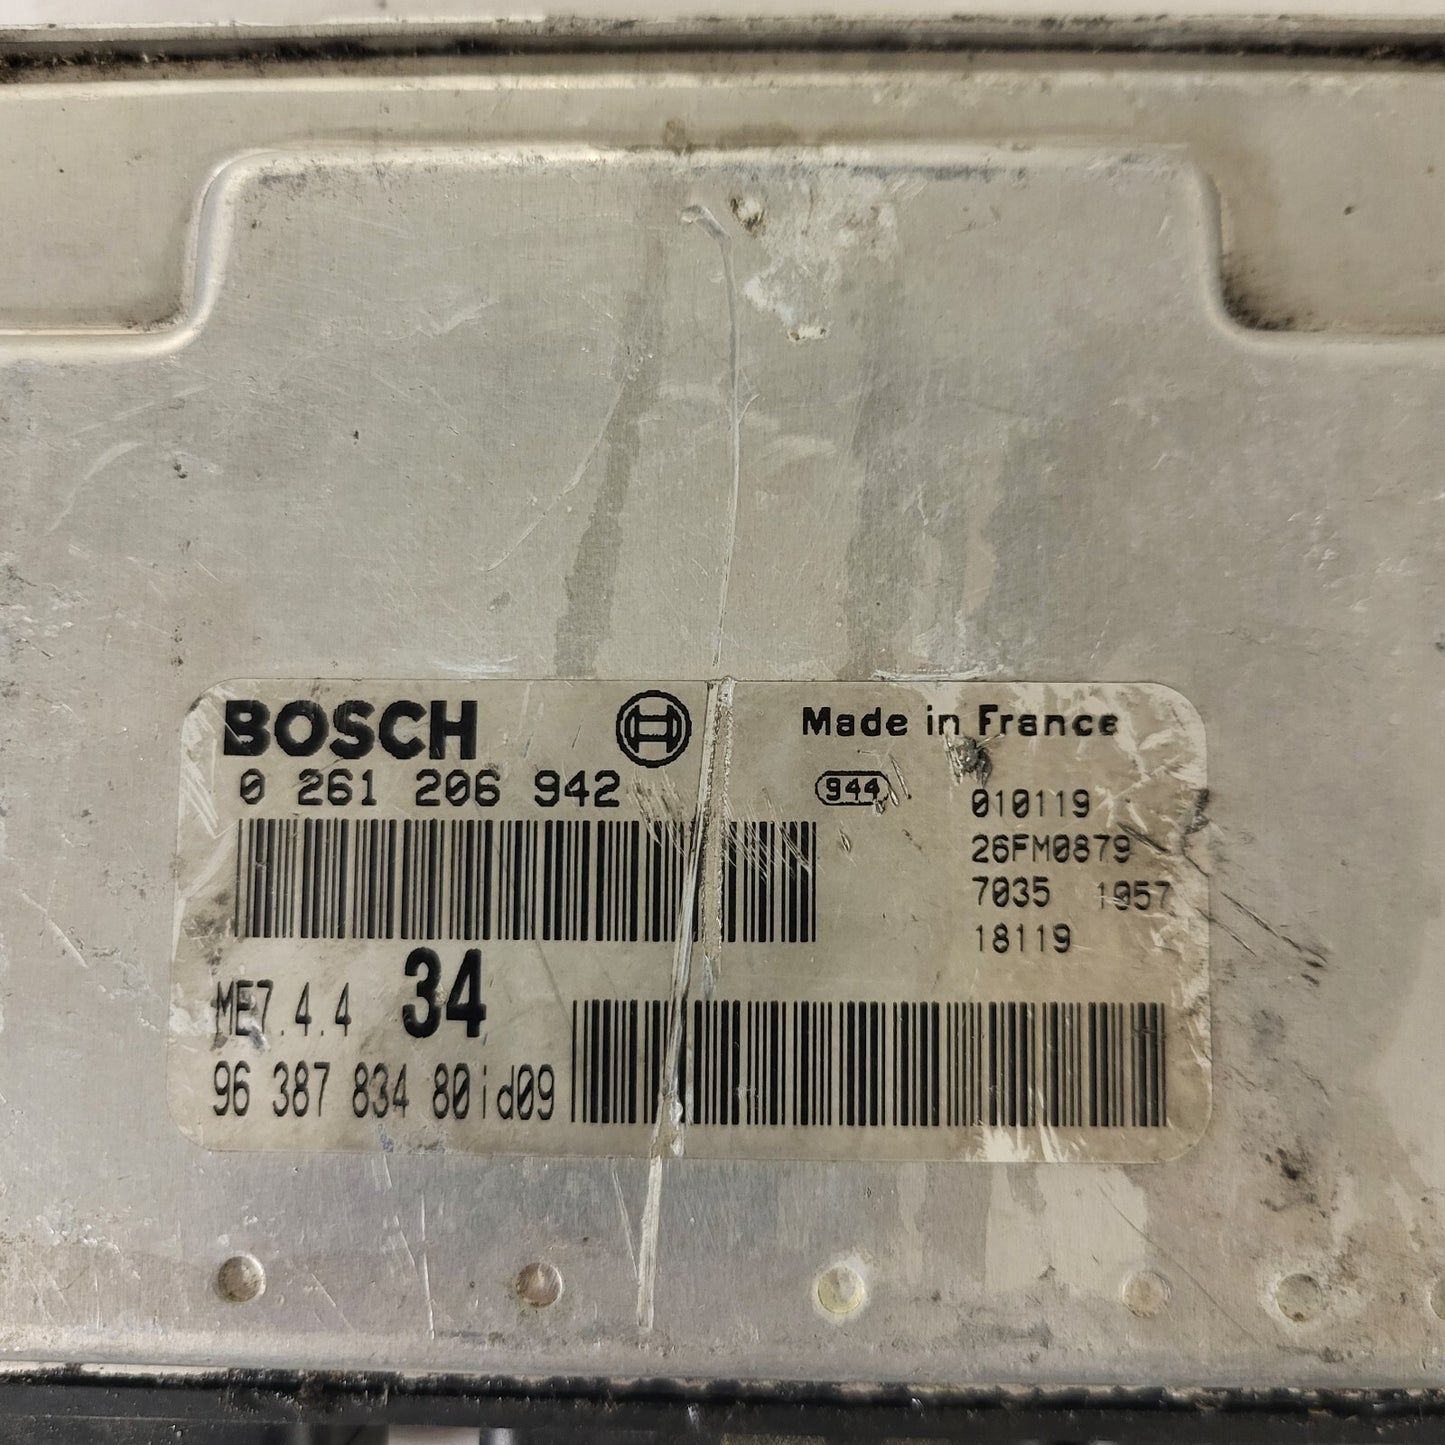 BOSCH
Made in France
0 261 206 942
944
010119
26FM0879
7035 1057
18119
ME7.4.4 34
96 387 834 80id09